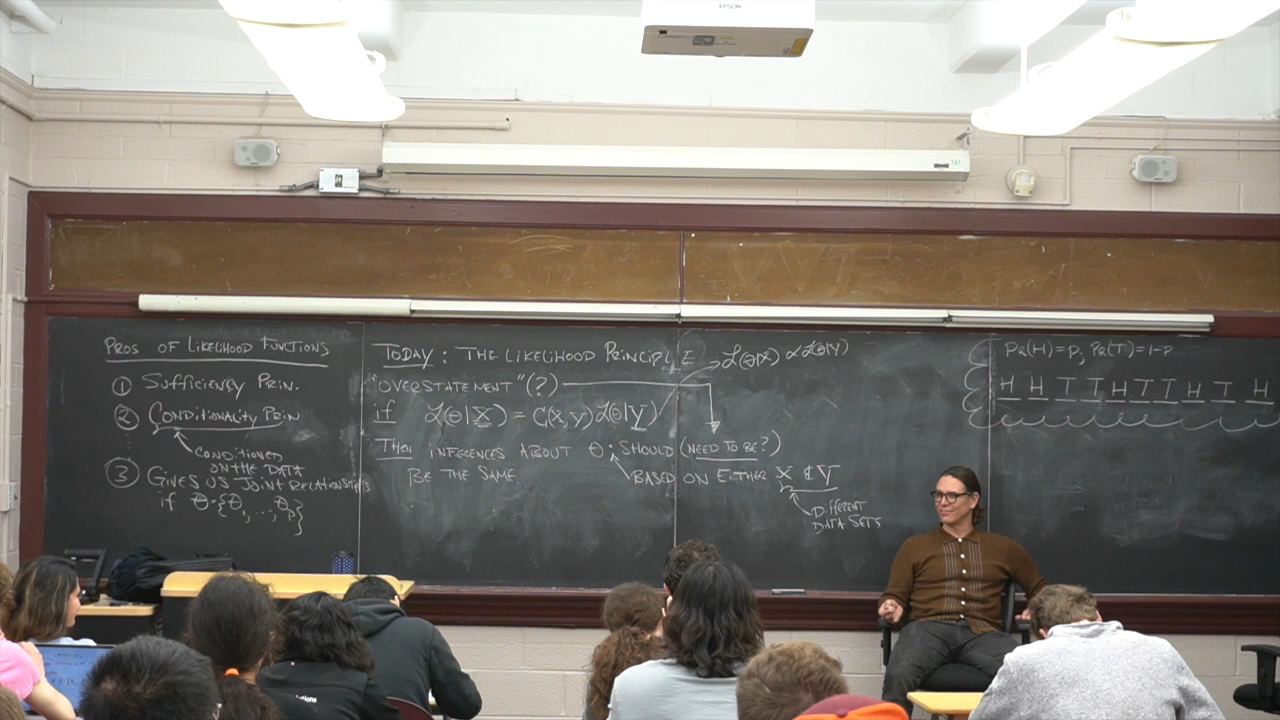 EPSON
PROS OF LIKELIHOOD FUNCTIONS
① SUFFICIENCY PRIN.
② CONDITIONALITY PRIN
CONDITIONED
ON THE DATA
③ GIVES US JOINT RELATIONSHIPS
if θ = {θ, ..., θp}
TODAY: THE LIKELIHOOD PRINCIPLE → L(θ|X) ∝ L(θ|Y)
"OVERSTATEMENT" (?)
if L(θ|X) = C(x,y) L(θ|Y)
THEN INFERENCES ABOUT θ SHOULD (NEED TO BE?)
BE THE SAME.
BASED ON EITHER X & Y
DIFFERENT
DATA SETS
PR(H)=p, PR(T)=1-p
H H T T H T T H T H